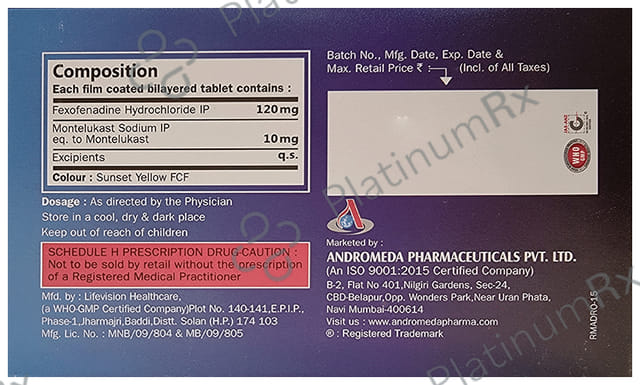 Composition
Each film coated bilayered tablet contains :
Fexofenadine Hydrochloride IP 120 mg
Montelukast Sodium IP
eq. to Montelukast 10 mg
Excipients q.s.
Colour : Sunset Yellow FCF
Dosage : As directed by the Physician
Store in a cool, dry & dark place
Keep out of reach of children
SCHEDULE H PRESCRIPTION DRUG-CAUTION :
Not to be sold by retail without the prescription
of a Registered Medical Practitioner
Mfd. by : Lifevision Healthcare,
(a WHO-GMP Certified Company)Plot No. 140-141,E.P.I.P.,
Phase-1,Jharmajri,Baddi,Distt. Solan (H.P.) 174 103
Mfg. Lic. No. : MNB/09/804 & MB/09/805
Batch No., Mfg. Date, Exp. Date &
Max. Retail Price ₹ : (Incl. of All Taxes)
WHO
GMP
Marketed by :
ANDROMEDA PHARMACEUTICALS PVT. LTD.
(An ISO 9001:2015 Certified Company)
B-2, Flat No 401,Nilgiri Gardens, Sec-24,
CBD-Belapur,Opp. Wonders Park,Near Uran Phata,
Navi Mumbai-400614
Visit us : www.andromedapharma.com
® : Registered Trademark
RMADRO-15
PlatinumRx
PlatinumRx
PlatinumRx